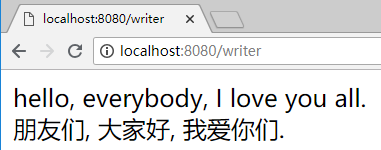 localhost:8080/writer
localhost:8080/writer
hello, everybody, I love you all.
朋友们, 大家好, 我爱你们.